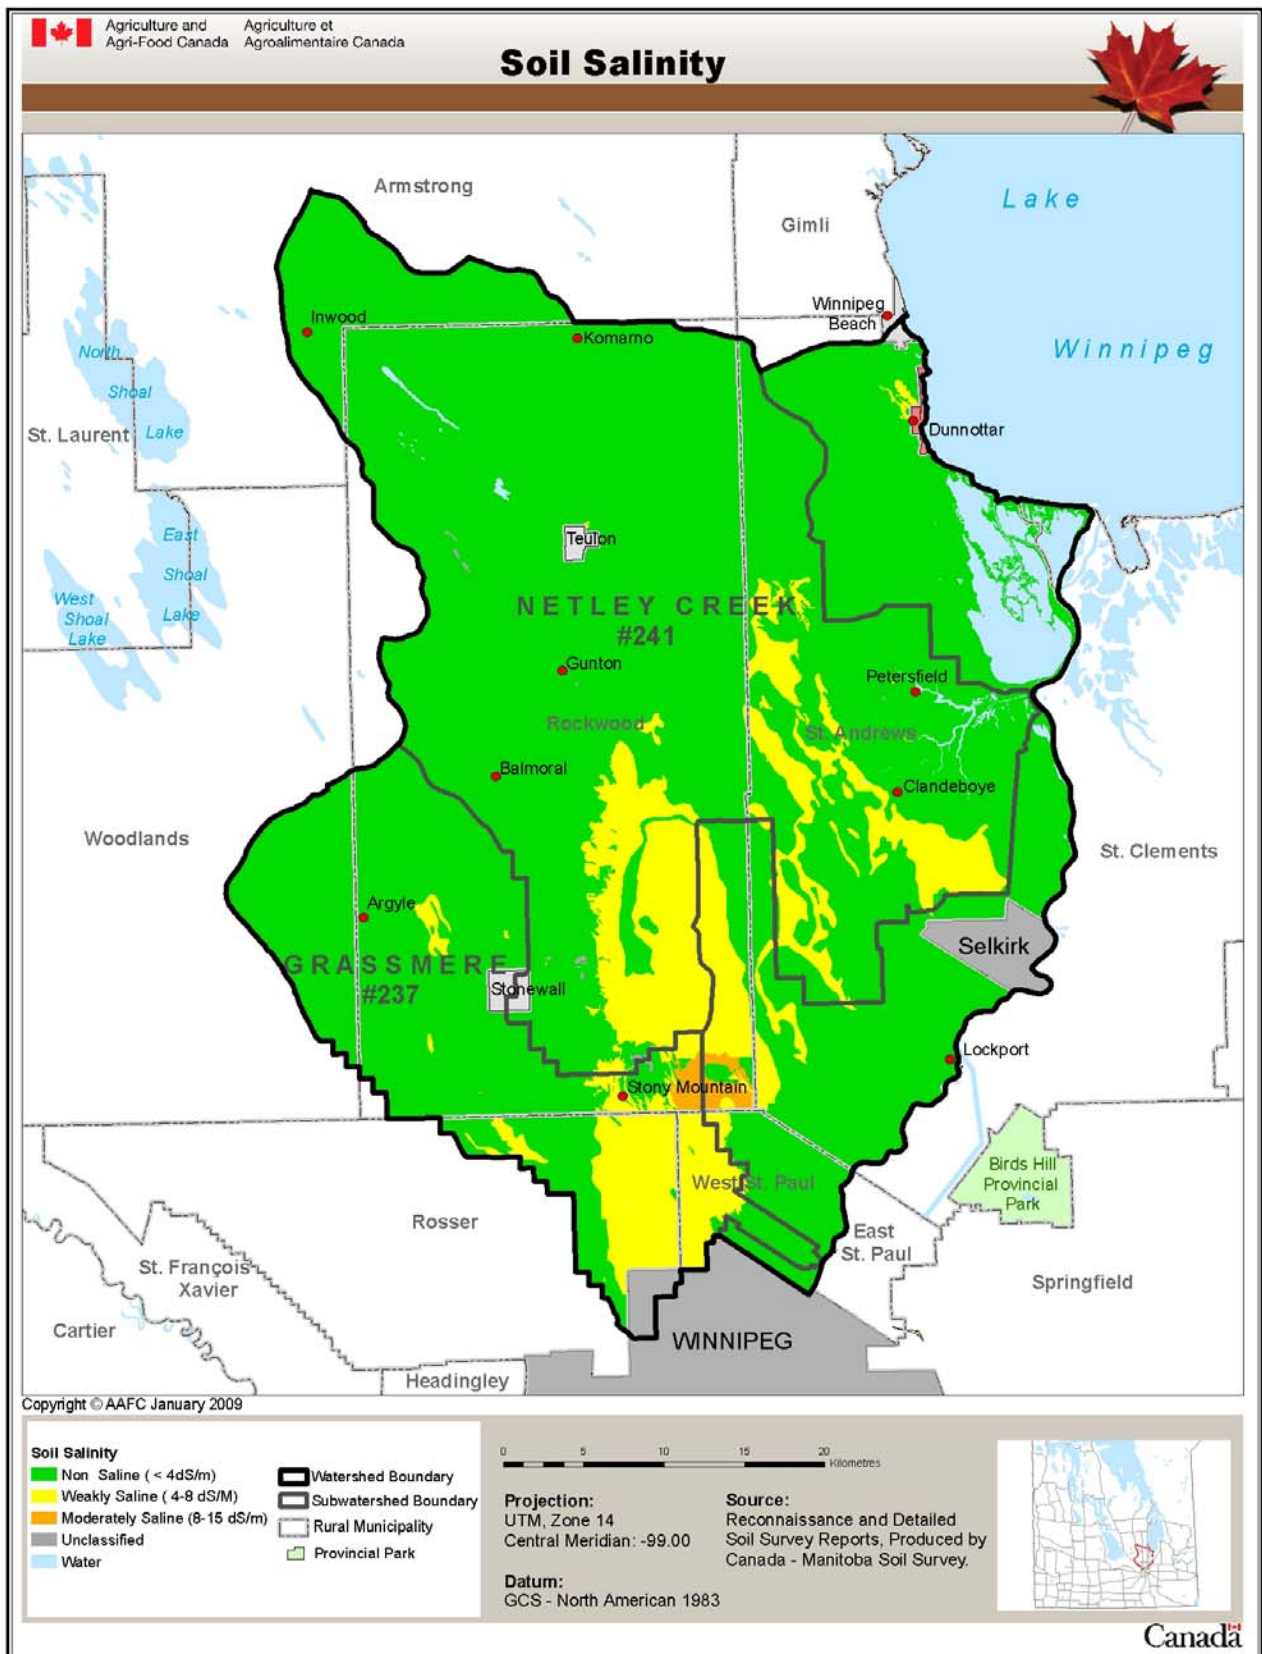 Agriculture and Agriculture et
Agri-Food Canada Agroalimentaire Canada
Soil Salinity
Armstrong
Gimli
Lake
Winnipeg
Winnipeg
Beach
Inwood
Komarno
North
Shoal
Lake
St. Laurent
Dunnottar
East
Shoal
Lake
Teulon
West
Shoal
Lake
NETLEY CREEK
#241
Gunton
Petersfield
Rockwood
St. Andrews
Balmoral
Clandeboye
Woodlands
St. Clements
Argyle
Selkirk
GRASSMERE
#237
Stonewall
Lockport
Stony Mountain
Birds Hill
Provincial
Park
West St. Paul
Rosser
East
St. Paul
St. François
Xavier
Springfield
Cartier
WINNIPEG
Headingley
Copyright © AAFC January 2009
Soil Salinity
Non Saline ( < 4dS/m)
Weakly Saline ( 4-8 dS/M)
Moderately Saline (8-15 dS/m)
Unclassified
Water
Watershed Boundary
Subwatershed Boundary
Rural Municipality
Provincial Park
0 5 10 15 20
Kilometres
Projection:
UTM, Zone 14
Central Meridian: -99.00
Datum:
GCS - North American 1983
Source:
Reconnaissance and Detailed
Soil Survey Reports, Produced by
Canada - Manitoba Soil Survey.
Canada